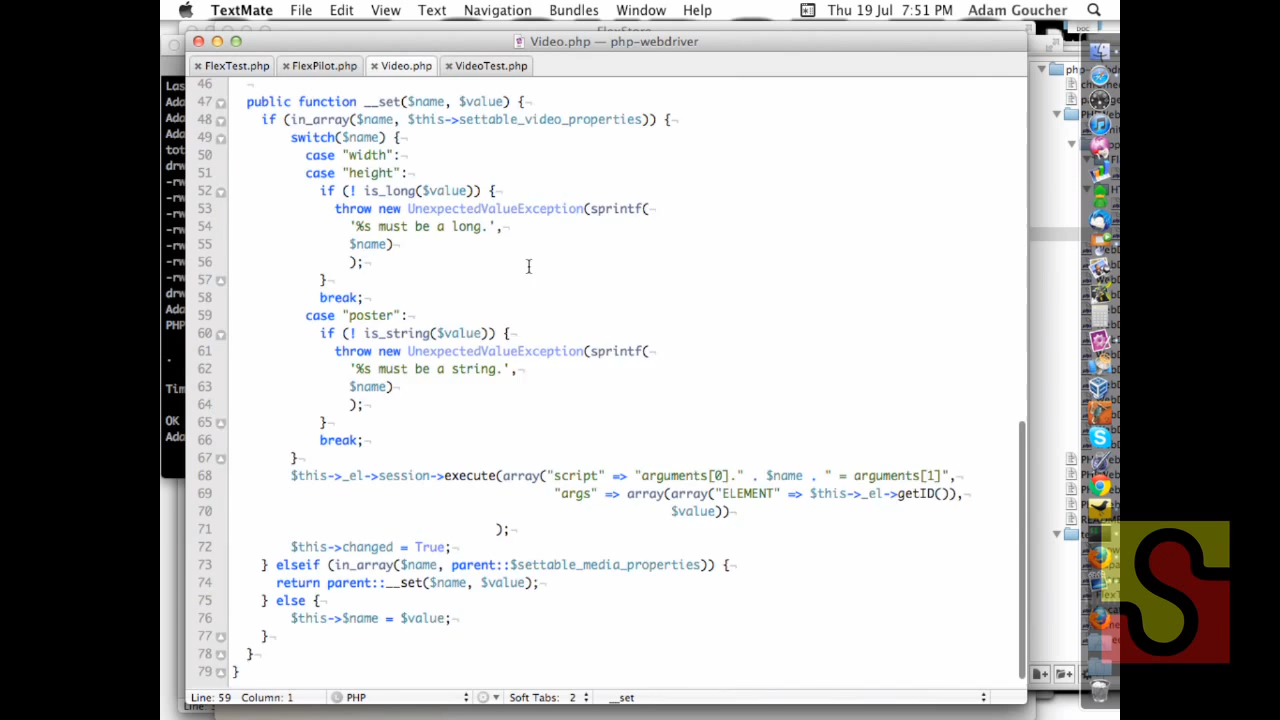 TextMate File Edit View Text Navigation Bundles Window Help Thu 19 Jul 7:51 PM Adam Goucher
Video.php — php-webdriver
FlexTest.php FlexPilot.php Video.php VideoTest.php
46
47 public function __set($name, $value) {
48 if (in_array($name, $this->settable_video_properties)) {
49 switch($name) {
50 case "width":
51 case "height":
52 if (! is_long($value)) {
53 throw new UnexpectedValueException(sprintf(
54 '%s must be a long.',
55 $name)
56 );
57 }
58 break;
59 case "poster":
60 if (! is_string($value)) {
61 throw new UnexpectedValueException(sprintf(
62 '%s must be a string.',
63 $name)
64 );
65 }
66 break;
67 }
68 $this->_el->session->execute(array("script" => "arguments[0]." . $name . " = arguments[1]",
69 "args" => array(array("ELEMENT" => $this->_el->getID()),
70 $value))
71 );
72 $this->changed = True;
73 } elseif (in_array($name, parent::$settable_media_properties)) {
74 return parent::__set($name, $value);
75 } else {
76 $this->$name = $value;
77 }
78 }
79 }
Line: 59 Column: 1 PHP Soft Tabs: 2 __set